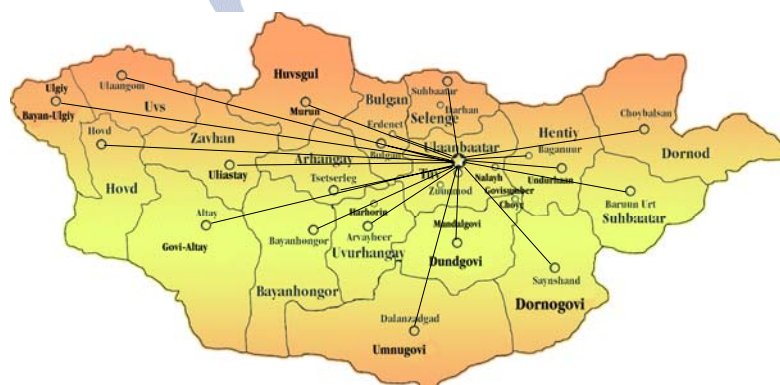 Huvsgul
Ulgiy
Ulaangom
Uvs
Bayan-Ulgiy
Murun
Bulgan
Suhbaatar
Darhan
Selenge
Erdenet
Hovd
Zavhan
Arhangay
Bulgan
Ulaanbaatar
Hentiy
Baganuur
Choybalsan
Dornod
Uliastay
Hovd
Tsetserleg
Tuv
Nalayh
Undurhaan
Zuunmod
Govisumber
Choyr
Baruun Urt
Suhbaatar
Altay
Harhorin
Govi-Altay
Bayanhongor
Arvayheer
Uvurhangay
Mandalgovi
Dundgovi
Saynshand
Bayanhongor
Dornogovi
Dalanzadgad
Umnugovi